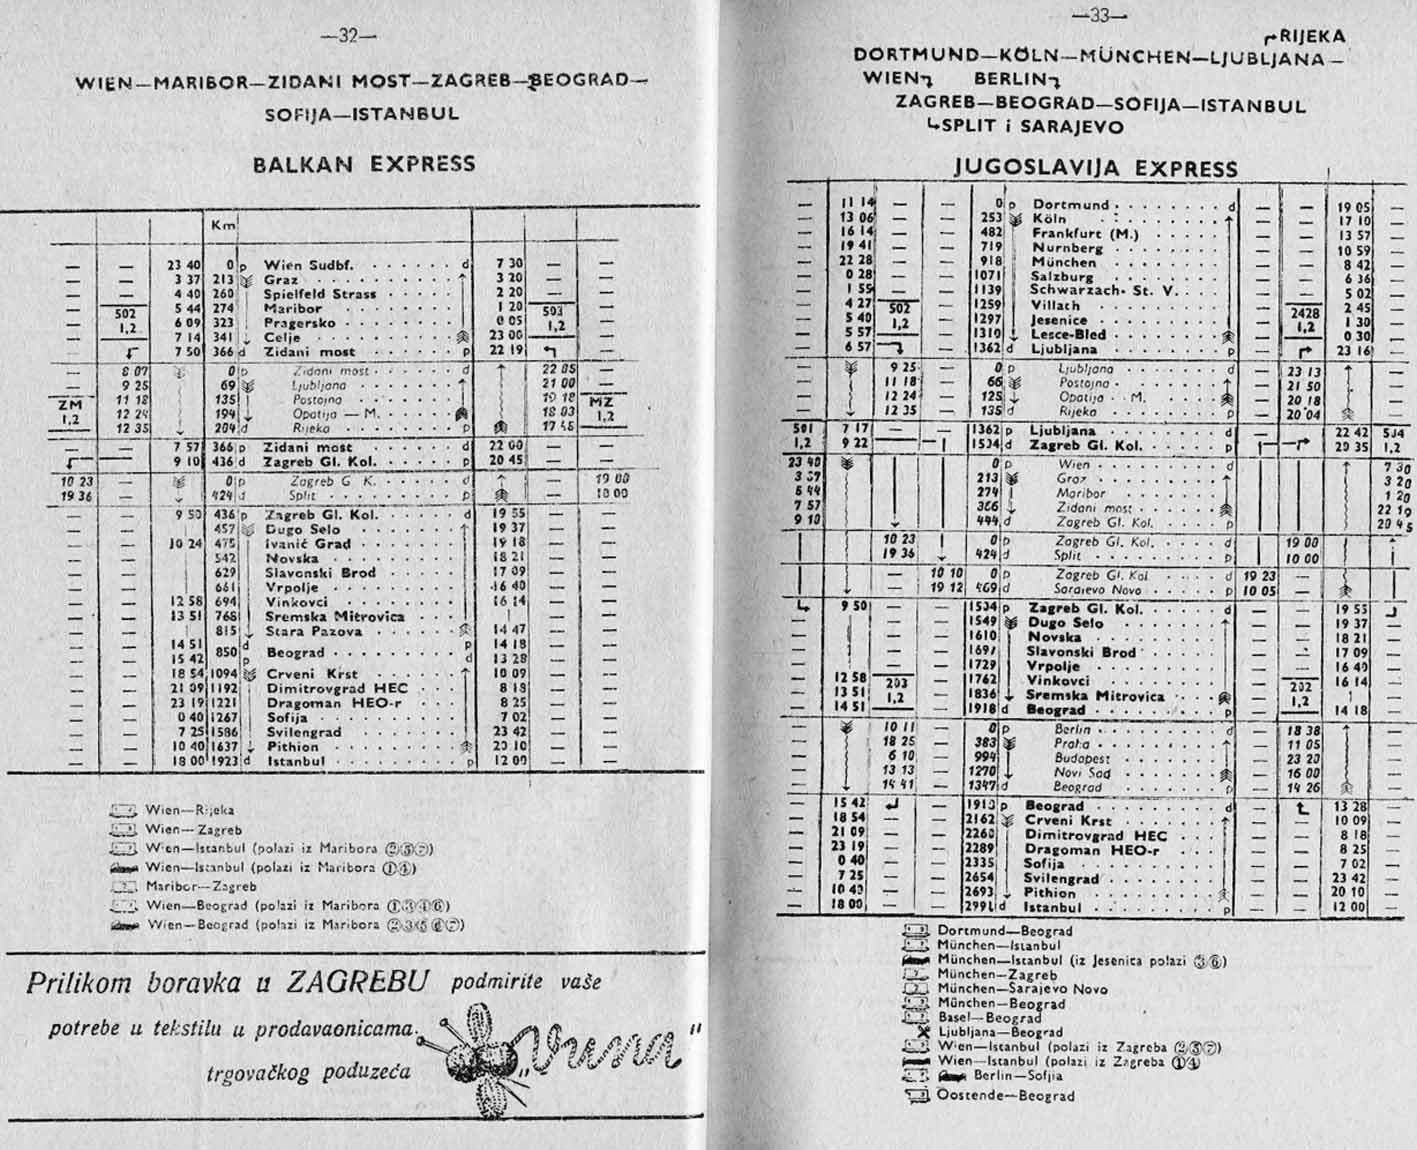 —32—
WIEN—MARIBOR—ZIDANI MOST—ZAGREB—BEOGRAD—
SOFIJA—ISTANBUL
BALKAN EXPRESS
Km
— — 23 40 0 p Wien Sudbf. d 7 30 — —
— — 3 37 213 Graz 3 20 — —
— — 4 40 260 Spielfeld Strass 2 20 — —
— 502 5 44 274 Maribor 1 20 503 —
— 1,2 6 09 323 Pragersko 0 05 1,2 —
— 7 14 341 Celje 23 00 —
— 7 50 366 d Zidani most p 22 19 —
— 8 07 0 p Zidani most d 22 05 —
— 9 25 69 Ljubljana 21 00 —
ZM 11 18 135 Postojna 19 18 MZ
1,2 12 24 194 Opatija — M. 18 03 1,2
12 35 204 d Rijeka p
— 7 57 366 p Zidani most d 22 00 — —
9 10 436 d Zagreb Gl. Kol. p 20 45 — —
10 23 — 0 p Zagreb G K. d — 19 00
19 36 — 424 d Split p — 10 00
— — 9 50 436 p Zagreb Gl. Kol. d 19 55 — —
— — 457 Dugo Selo 19 37 — —
— — 10 24 475 Ivanić Grad 19 18 — —
— — 542 Novska 18 21 — —
— — 629 Slavonski Brod 17 09 — —
— — 661 Vrpolje 16 40 — —
— — 12 58 694 Vinkovci 16 14 — —
— — 13 51 768 Sremska Mitrovica — —
— — 815 Stara Pazova 14 47 — —
— — 14 51 d p 14 18 — —
— — 15 42 850 p Beograd d 13 28 — —
— — 18 54 1094 Crveni Krst 10 09 — —
— — 21 09 1192 Dimitrovgrad HEC 8 18 — —
— — 23 19 1221 Dragoman HEO-r 8 25 — —
— — 0 40 1267 Sofija 7 02 — —
— — 7 25 1586 Svilengrad 23 42 — —
— — 10 40 1637 Pithion 20 10 — —
— — 18 00 1923 d Istanbul p 12 00 — —
Wien—Rijeka
Wien—Zagreb
Wien—Istanbul (polazi iz Maribora ②⑤⑦)
Wien—Istanbul (polazi iz Maribora ①④)
Maribor—Zagreb
Wien—Beograd (polazi iz Maribora ①③④⑥)
Wien—Beograd (polazi iz Maribora ②③⑤⑥⑦)
Prilikom boravka u ZAGREBU podmirite vaše
potrebe u tekstilu u prodavaonicama
trgovačkog poduzeća „Vuna"
—33—
RIJEKA
DORTMUND—KÖLN—MÜNCHEN—LJUBLJANA—
WIEN BERLIN
ZAGREB—BEOGRAD—SOFIJA—ISTANBUL
SPLIT i SARAJEVO
JUGOSLAVIJA EXPRESS
— 11 14 — — 0 p Dortmund d — — 19 05 —
— 13 06 — — 253 Köln — — 17 10 —
— 16 14 — — 482 Frankfurt (M.) — — 13 57 —
— 19 41 — — 719 Nurnberg — — 10 59 —
— 22 28 — — 918 München — — 8 42 —
— 0 28 — — 1071 Salzburg — — 6 36 —
— 1 55 — — 1139 Schwarzach- St. V. — — 5 02 —
— 4 27 502 — 1259 Villach — 2428 2 45 —
— 5 40 1,2 — 1297 Jesenice — 1,2 1 30 —
— 5 57 — 1310 Lesce-Bled — 0 30 —
— 6 57 — 1362 d Ljubljana p — 23 16 —
— 9 25 — 0 p Ljubljana d — 23 13 —
— 11 18 — 66 Postojna — 21 50 —
— 12 24 — 125 Opatija - M. — 20 18 —
— 12 35 — 135 d Rijeka p — 20 04 —
501 7 17 — — 1362 p Ljubljana d — — 22 42 504
1,2 9 22 1534 d Zagreb Gl. Kol. p 20 35 1,2
23 40 0 p Wien d 7 30
3 37 213 Graz 3 20
5 44 274 Maribor 1 20
7 57 366 Zidani most 22 19
9 10 444 d Zagreb Gl. Kol. p 20 45
10 23 0 p Zagreb Gl. Kol. d 19 00
19 36 424 d Split p 10 00
— 10 10 0 p Zagreb Gl. Kol d 19 23 —
— 19 12 469 d Sarajevo Novo p 10 05 —
9 50 — — 1534 p Zagreb Gl. Kol. d — — 19 55
— — — 1549 Dugo Selo — — 19 37 —
— — — 1610 Novska — — 18 21 —
— — — 1697 Slavonski Brod — — 17 09 —
— — — 1729 Vrpolje — — 16 40 —
— 12 58 203 — 1762 Vinkovci — 202 16 14 —
— 13 51 1,2 — 1836 Sremska Mitrovica — 1,2 —
— 14 51 — 1918 d Beograd p — 14 18 —
— 10 11 — 0 p Berlin d — 18 38 —
— 18 25 — 383 Praha — 11 05 —
— 6 10 — 994 Budapest — 23 20 —
— 13 13 — 1270 Novi Sad — 16 00 —
— 14 41 — 1347 d Beograd p — 14 26 —
— 15 42 — p Beograd d — 13 28 —
— 18 54 — — 2162 Crveni Krst — — 10 09 —
— 21 09 — — 2260 Dimitrovgrad HEC — — 8 18 —
— 23 19 — — 2289 Dragoman HEO-r — — 8 25 —
— 0 40 — — 2335 Sofija — — 7 02 —
— 7 25 — — 2654 Svilengrad — — 23 42 —
— 10 40 — — 2693 Pithion — — 20 10 —
— 18 00 — — 2991 d Istanbul p — — 12 00 —
Dortmund—Beograd
München—Istanbul
München—Istanbul (iz Jesenica polazi ③⑥)
München—Zagreb
München—Sarajevo Novo
München—Beograd
Basel—Beograd
Ljubljana—Beograd
Wien—Istanbul (polazi iz Zagreba ②⑤⑦)
Wien—Istanbul (polazi iz Zagreba ①④)
Berlin—Sofija
Oostende—Beograd